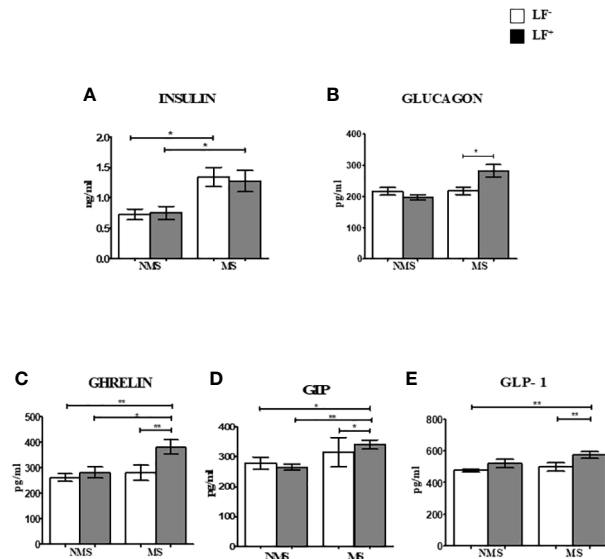 LF-
LF+
A
INSULIN
*
*
2.0
1.5
1.0
0.5
0.0
ng/ml
NMS
MS
B
GLUCAGON
*
400
300
200
100
0
pg/ml
NMS
MS
C
GHRELIN
**
*
**
500
400
300
200
100
0
pg/ml
NMS
MS
D
GIP
*
**
*
400
300
200
100
0
pg/ml
NMS
MS
E
GLP- 1
**
**
800
600
400
200
0
pg/ml
NMS
MS